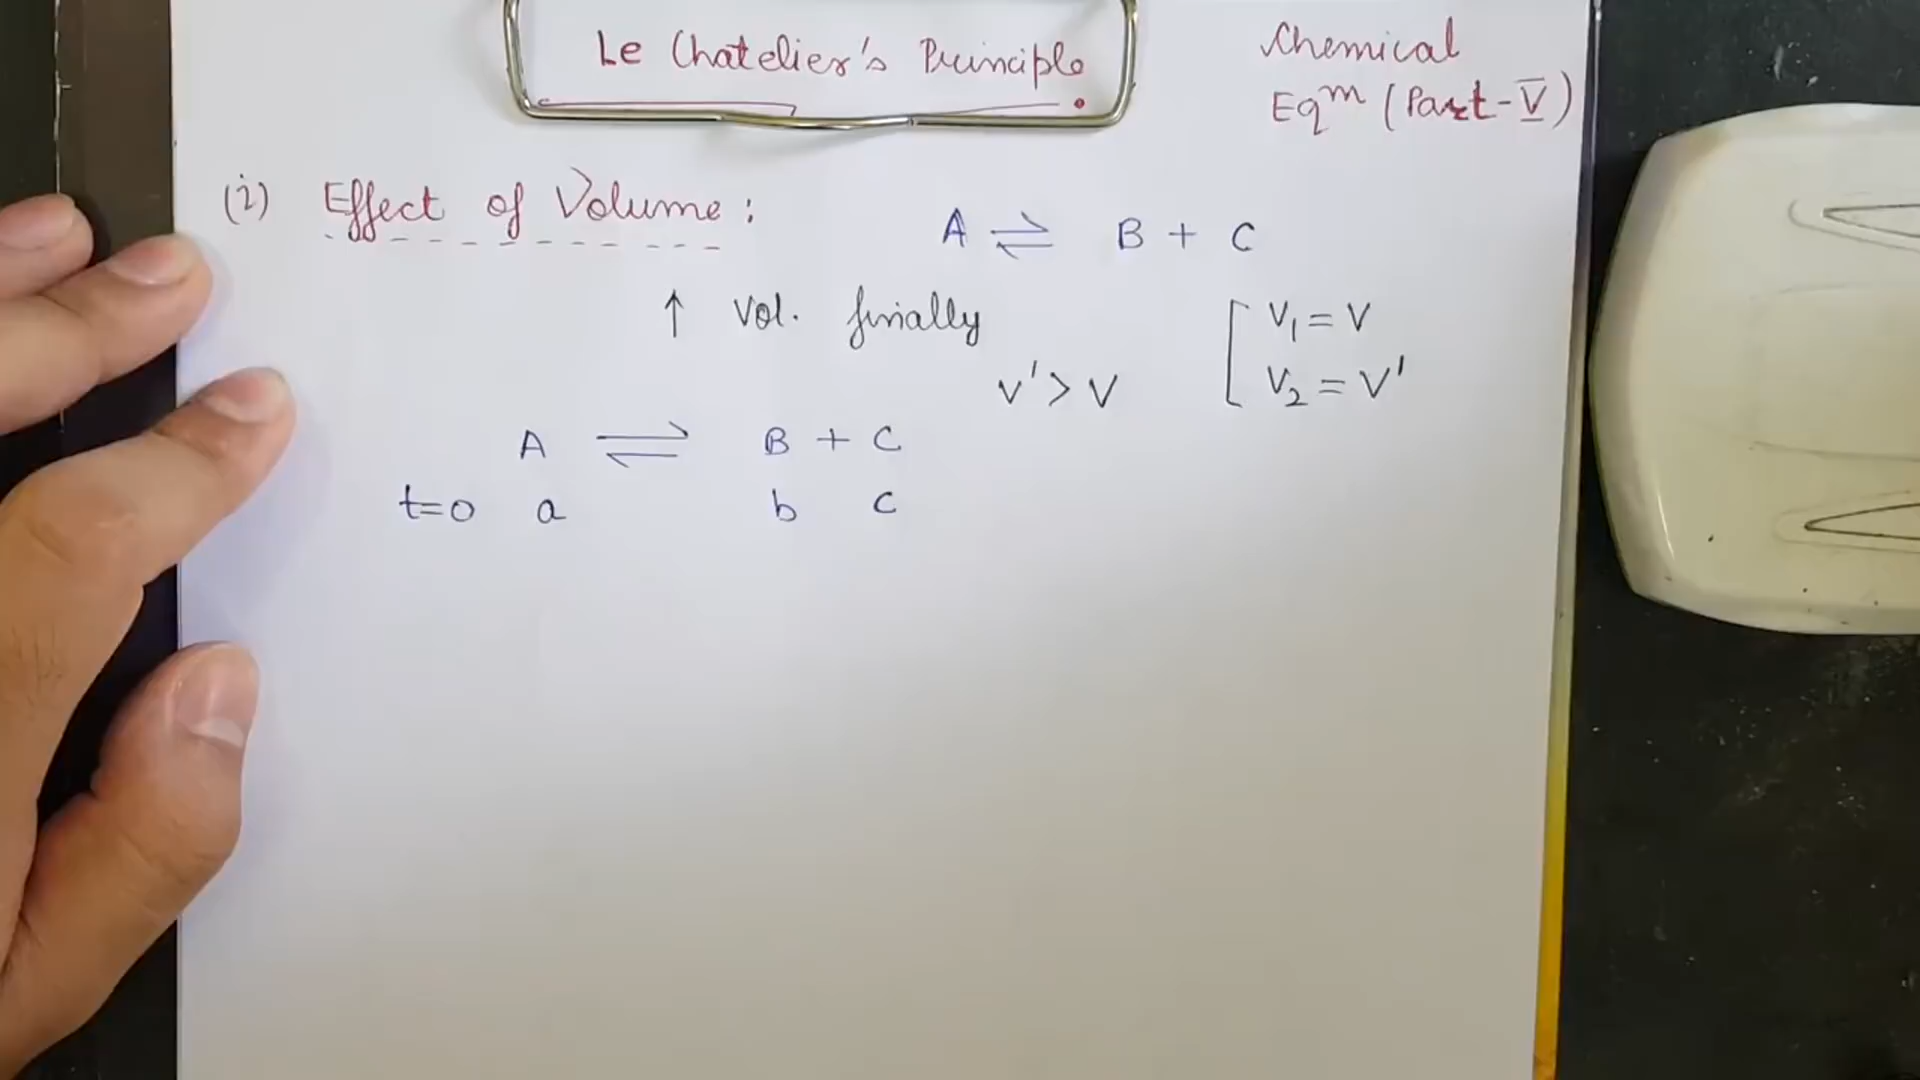 Le Chatelier's Principle
Chemical
Eqm (Part-V)
(i) Effect of Volume :
A ⇌ B + C
↑ Vol. finally
V₁ = V
V' > V
V₂ = V'
A ⇌ B + C
t=0 a b c